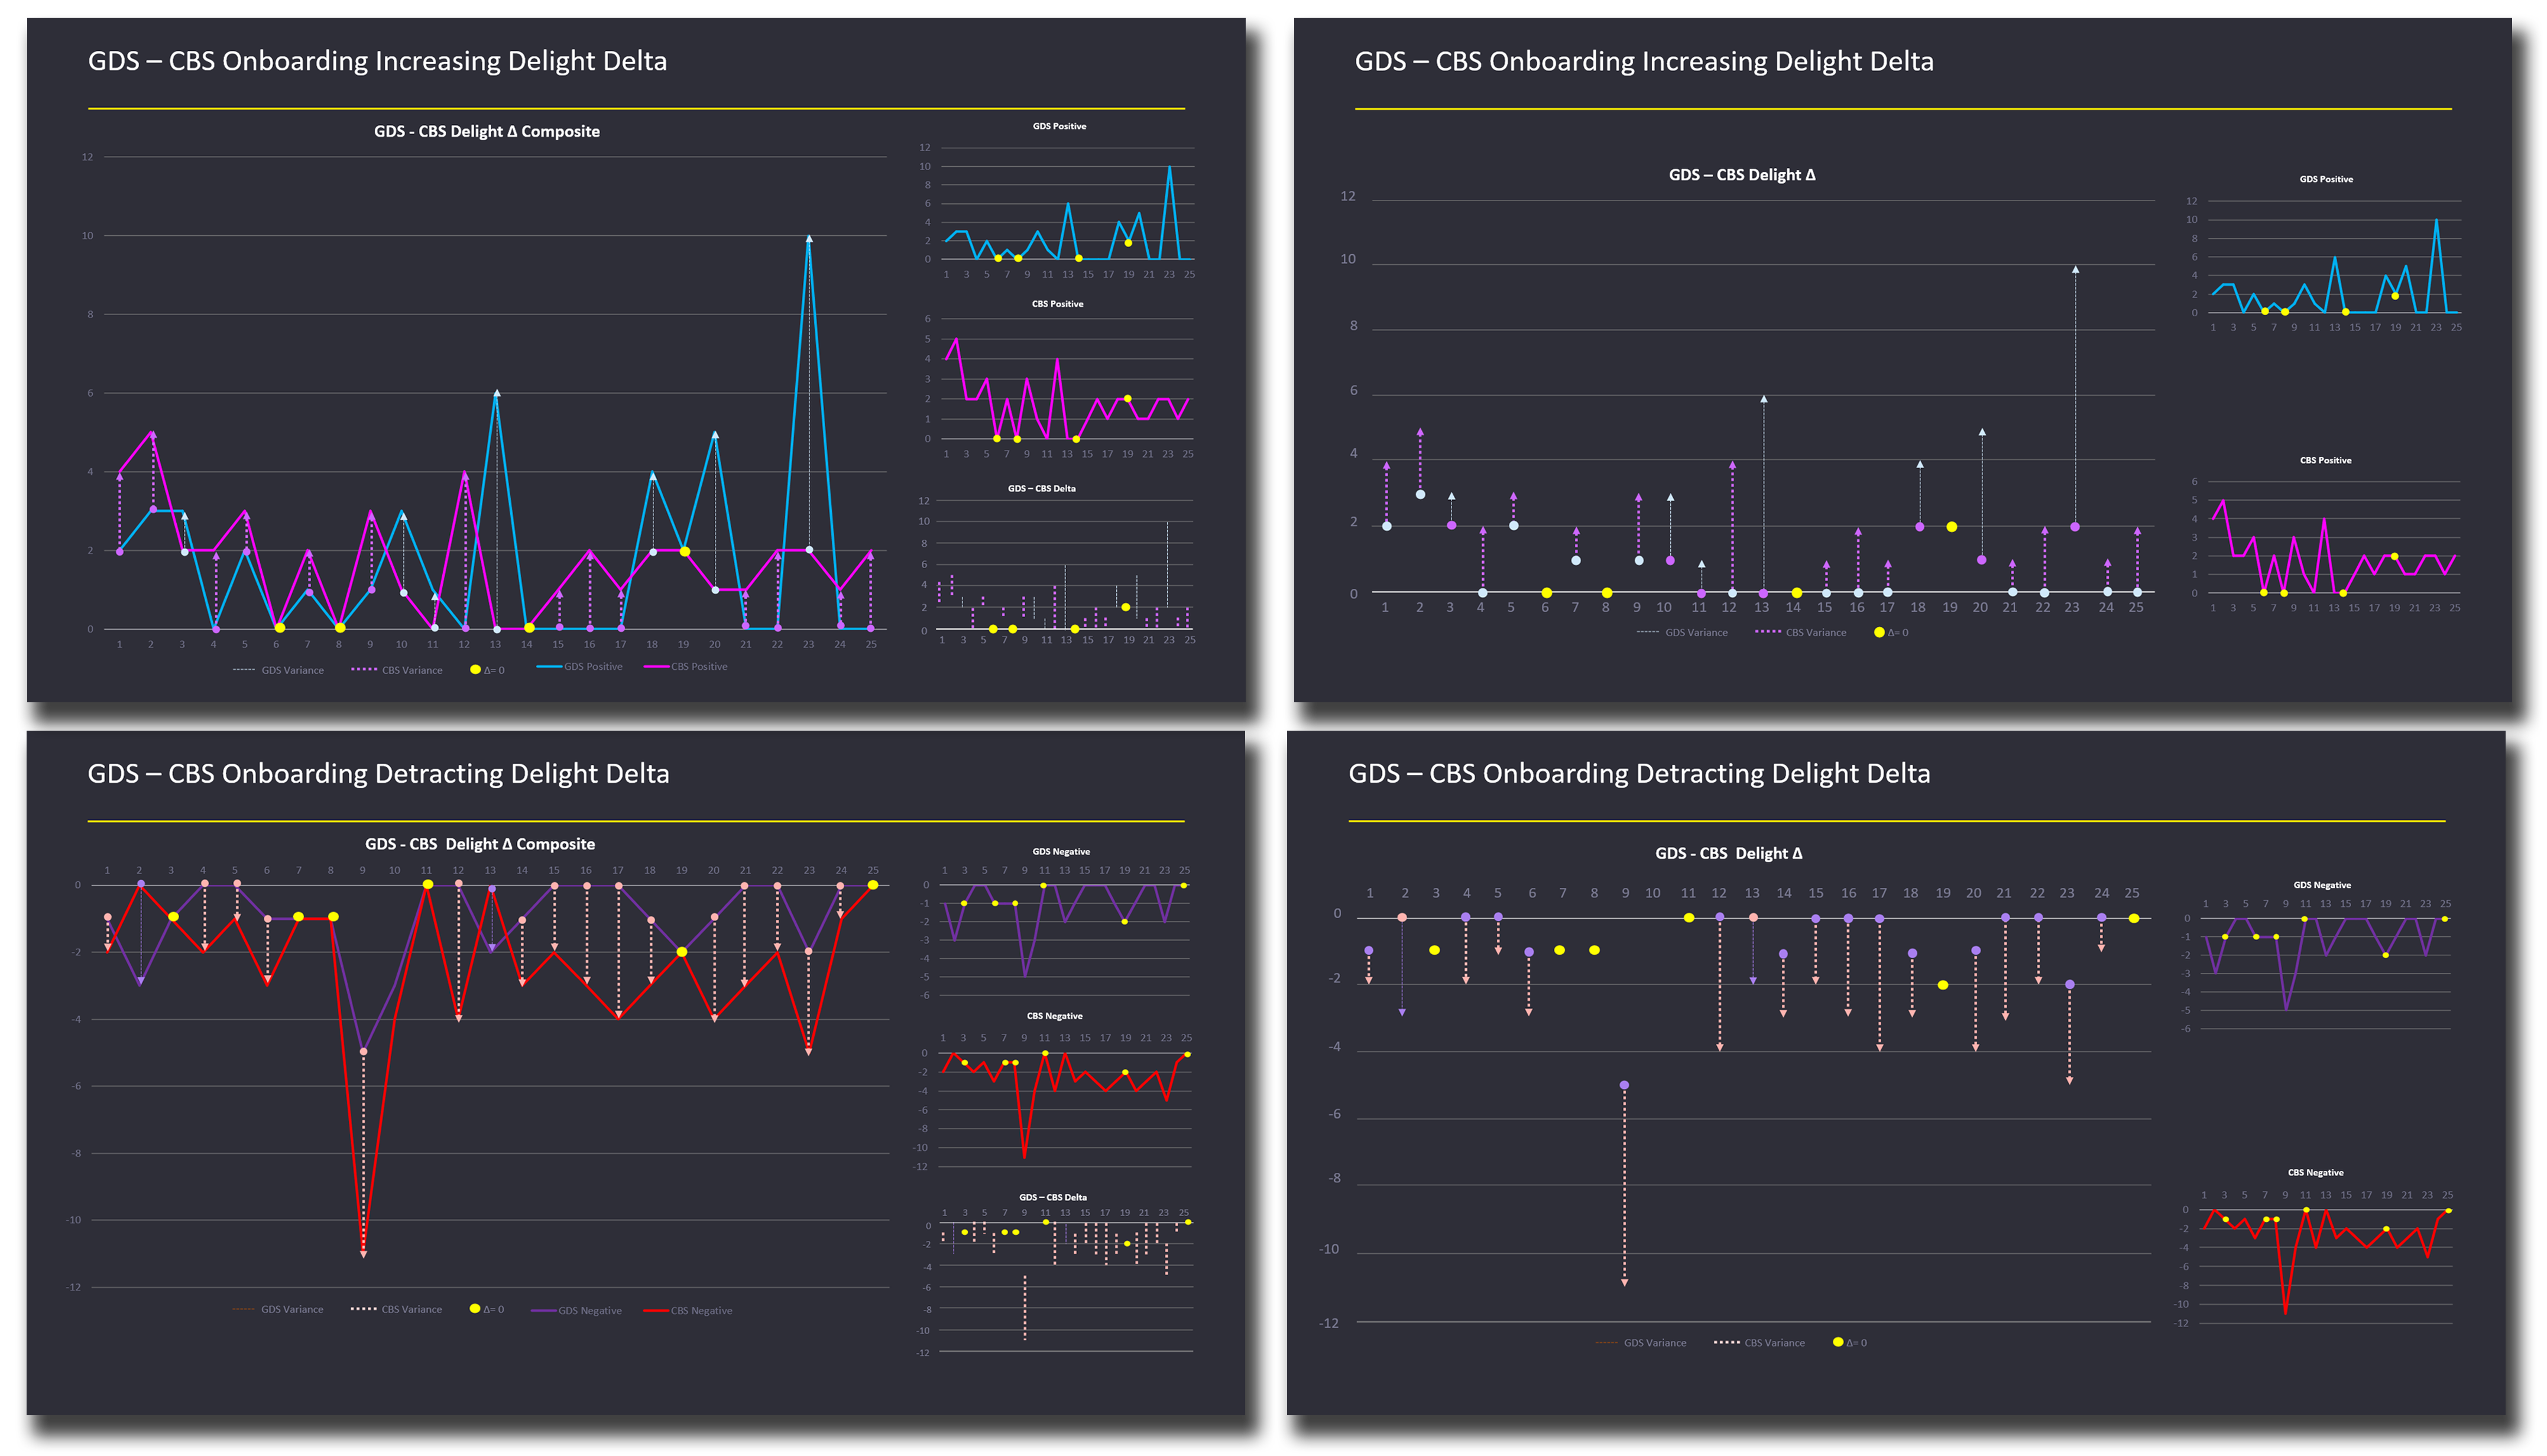 GDS – CBS Onboarding Increasing Delight Delta
GDS - CBS Delight Δ Composite
12
10
8
6
4
2
0
1 2 3 4 5 6 7 8 9 10 11 12 13 14 15 16 17 18 19 20 21 22 23 24 25
GDS Variance CBS Variance Δ= 0 GDS Positive CBS Positive
GDS Positive
12
10
8
6
4
2
0
1 3 5 7 9 11 13 15 17 19 21 23 25
CBS Positive
6
5
4
3
2
1
0
1 3 5 7 9 11 13 15 17 19 21 23 25
GDS – CBS Delta
12
10
8
6
4
2
0
1 3 5 7 9 11 13 15 17 19 21 23 25
GDS – CBS Onboarding Increasing Delight Delta
GDS – CBS Delight Δ
12
10
8
6
4
2
0
1 2 3 4 5 6 7 8 9 10 11 12 13 14 15 16 17 18 19 20 21 22 23 24 25
GDS Variance CBS Variance Δ= 0
GDS Positive
12
10
8
6
4
2
0
1 3 5 7 9 11 13 15 17 19 21 23 25
CBS Positive
6
5
4
3
2
1
0
1 3 5 7 9 11 13 15 17 19 21 23 25
GDS – CBS Onboarding Detracting Delight Delta
GDS - CBS Delight Δ Composite
1 2 3 4 5 6 7 8 9 10 11 12 13 14 15 16 17 18 19 20 21 22 23 24 25
0
-2
-4
-6
-8
-10
-12
GDS Variance CBS Variance Δ= 0 GDS Negative CBS Negative
GDS Negative
1 3 5 7 9 11 13 15 17 19 21 23 25
0
-1
-2
-3
-4
-5
-6
CBS Negative
1 3 5 7 9 11 13 15 17 19 21 23 25
0
-2
-4
-6
-8
-10
-12
GDS – CBS Delta
1 3 5 7 9 11 13 15 17 19 21 23 25
0
-2
-4
-6
-8
-10
-12
GDS – CBS Onboarding Detracting Delight Delta
GDS - CBS Delight Δ
1 2 3 4 5 6 7 8 9 10 11 12 13 14 15 16 17 18 19 20 21 22 23 24 25
0
-2
-4
-6
-8
-10
-12
GDS Variance CBS Variance Δ= 0
GDS Negative
1 3 5 7 9 11 13 15 17 19 21 23 25
0
-1
-2
-3
-4
-5
-6
CBS Negative
1 3 5 7 9 11 13 15 17 19 21 23 25
0
-2
-4
-6
-8
-10
-12